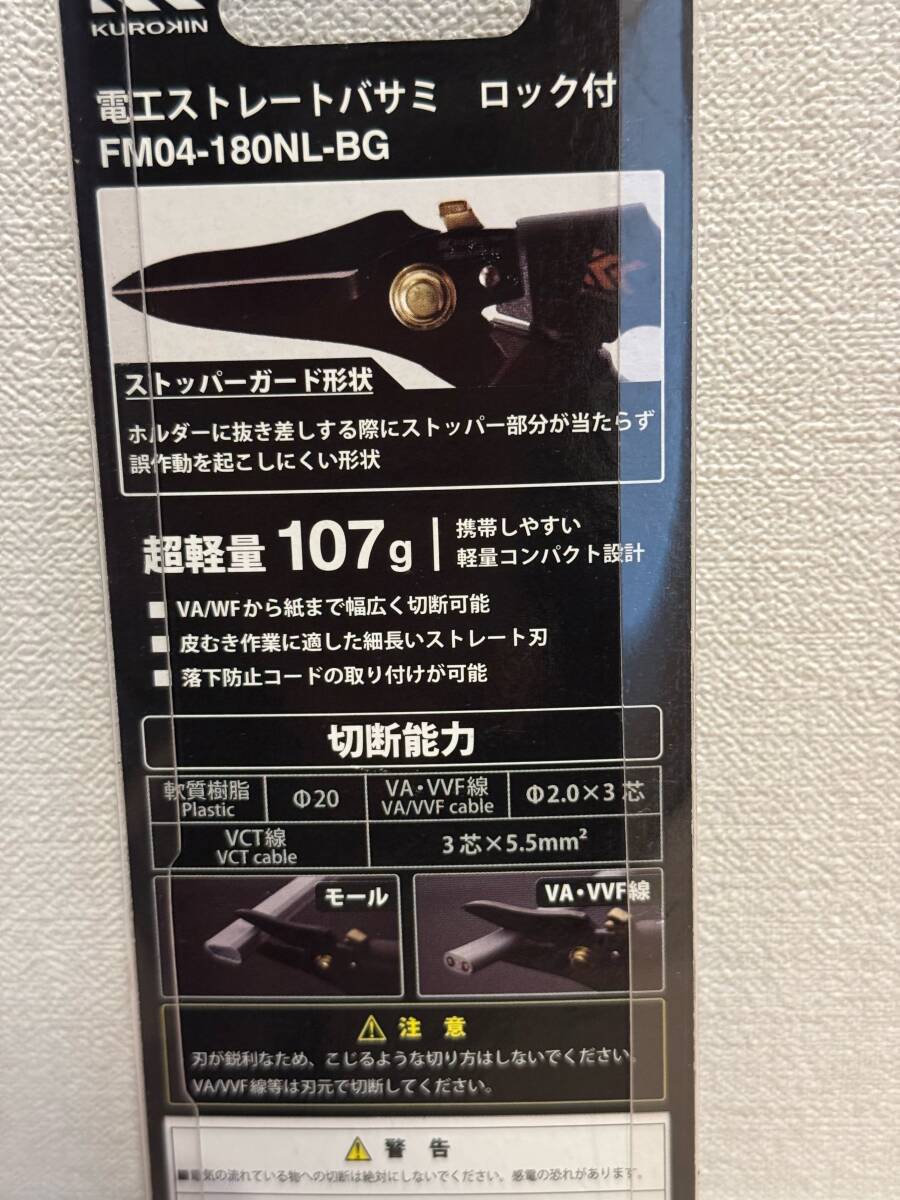 KUROKIN
電工ストレートバサミ　ロック付
FM04-180NL-BG
ストッパーガード形状
ホルダーに抜き差しする際にストッパー部分が当たらず
誤作動を起こしにくい形状
超軽量 107g
携帯しやすい
軽量コンパクト設計
■ VA/WFから紙まで幅広く切断可能
■ 皮むき作業に適した細長いストレート刃
■ 落下防止コードの取り付けが可能
切断能力
軟質樹脂
Plastic
Φ20
VA・VVF線
VA/VVF cable
Φ2.0×3芯
VCT線
VCT cable
3芯×5.5mm²
モール
VA・VVF線
⚠ 注意
刃が鋭利なため、こじるような切り方はしないでください。
VA/VVF線等は刃元で切断してください。
⚠ 警告
■電気の流れている物への切断は絶対にしないでください。感電の恐れがあります。